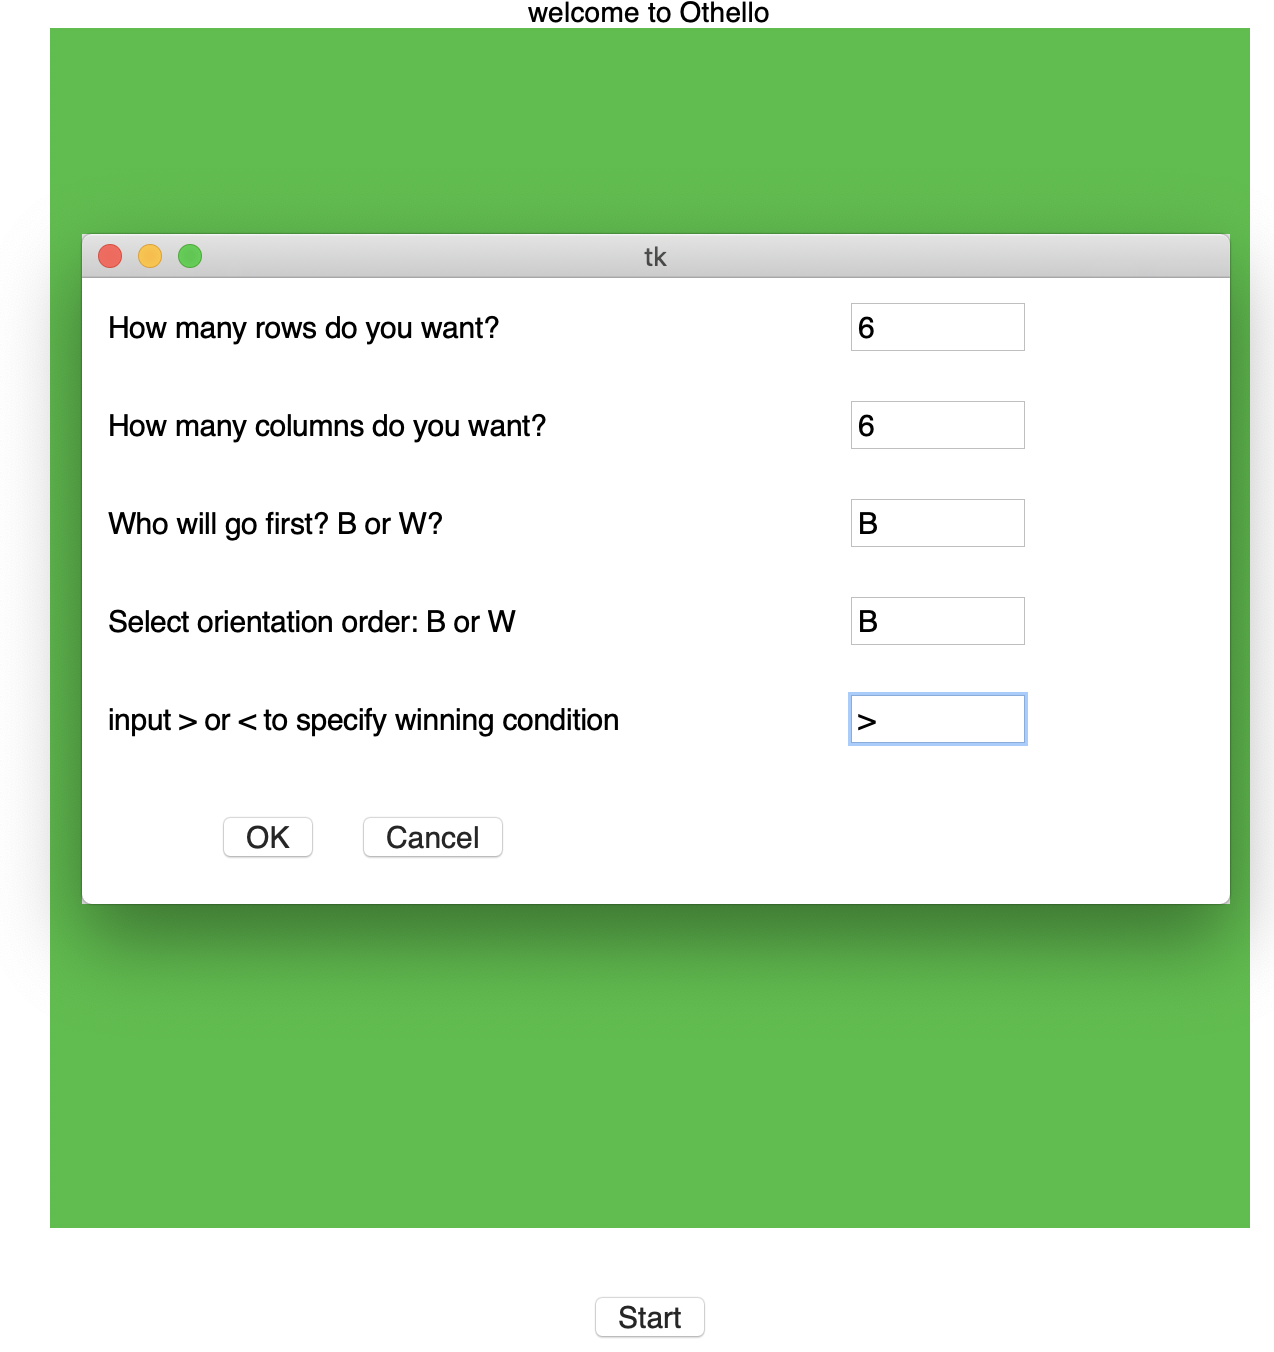 welcome to Othello
tk
How many rows do you want? 6
How many columns do you want? 6
Who will go first? B or W? B
Select orientation order: B or W B
input > or < to specify winning condition >
OK Cancel
Start